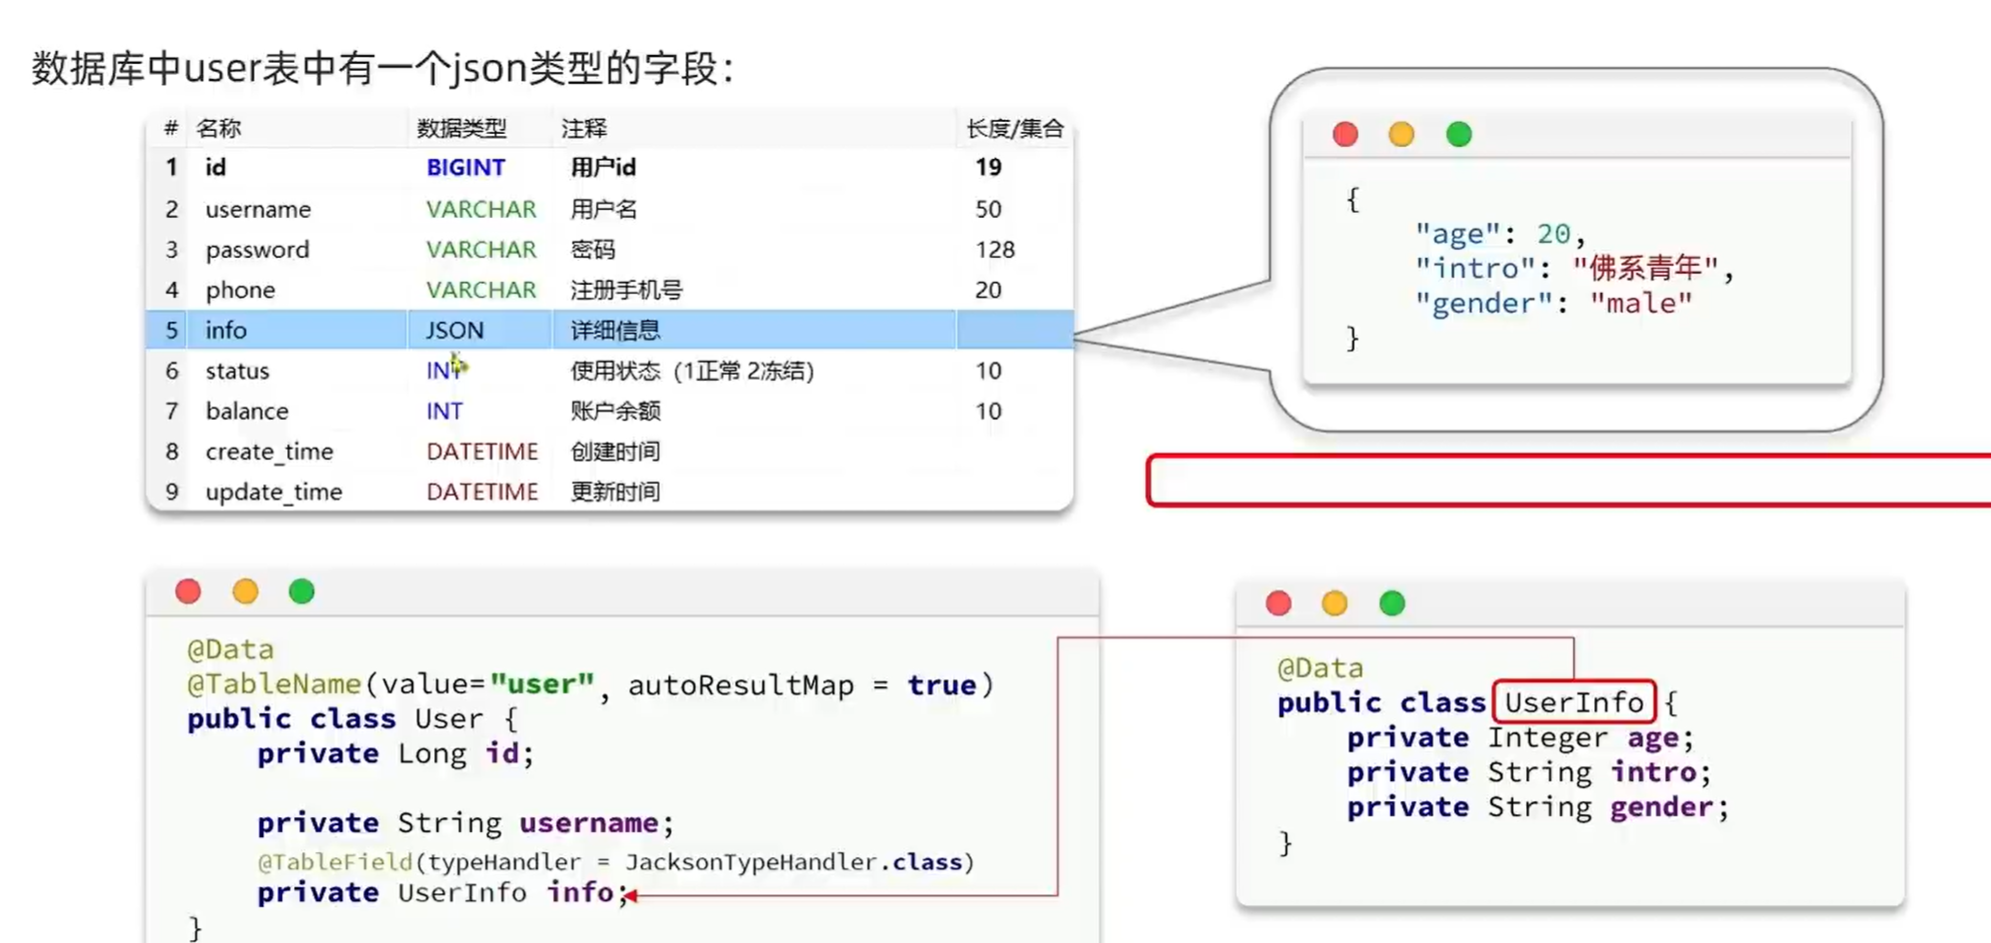 数据库中user表中有一个json类型的字段：
# 名称 数据类型 注释 长度/集合
1 id BIGINT 用户id 19
2 username VARCHAR 用户名 50
3 password VARCHAR 密码 128
4 phone VARCHAR 注册手机号 20
5 info JSON 详细信息
6 status INT 使用状态（1正常 2冻结） 10
7 balance INT 账户余额 10
8 create_time DATETIME 创建时间
9 update_time DATETIME 更新时间
{
"age": 20,
"intro": "佛系青年",
"gender": "male"
}
@Data
@TableName(value="user", autoResultMap = true)
public class User {
private Long id;
private String username;
@TableField(typeHandler = JacksonTypeHandler.class)
private UserInfo info;
}
@Data
public class UserInfo {
private Integer age;
private String intro;
private String gender;
}